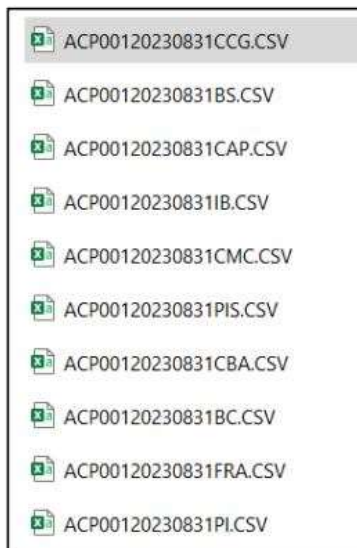 ACP00120230831CCG.CSV
ACP00120230831BS.CSV
ACP00120230831CAP.CSV
ACP00120230831IB.CSV
ACP00120230831CMC.CSV
ACP00120230831PIS.CSV
ACP00120230831CBA.CSV
ACP00120230831BC.CSV
ACP00120230831FRA.CSV
ACP00120230831PI.CSV